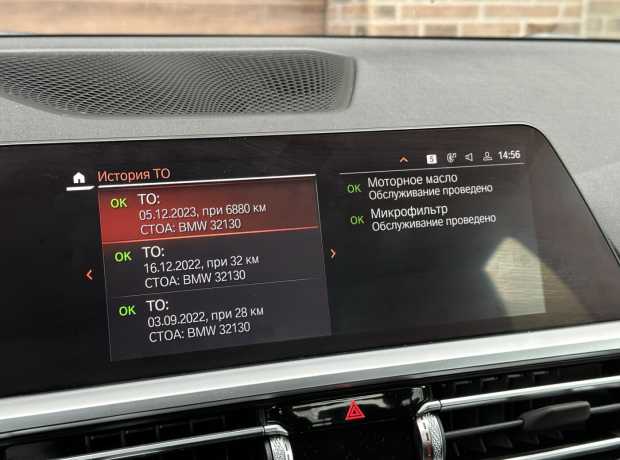 5
14:56
История ТО
OK ТО:
05.12.2023, при 6880 км
СТОА: BMW 32130
OK ТО:
16.12.2022, при 32 км
СТОА: BMW 32130
OK ТО:
03.09.2022, при 28 км
СТОА: BMW 32130
OK Моторное масло
Обслуживание проведено
OK Микрофильтр
Обслуживание проведено